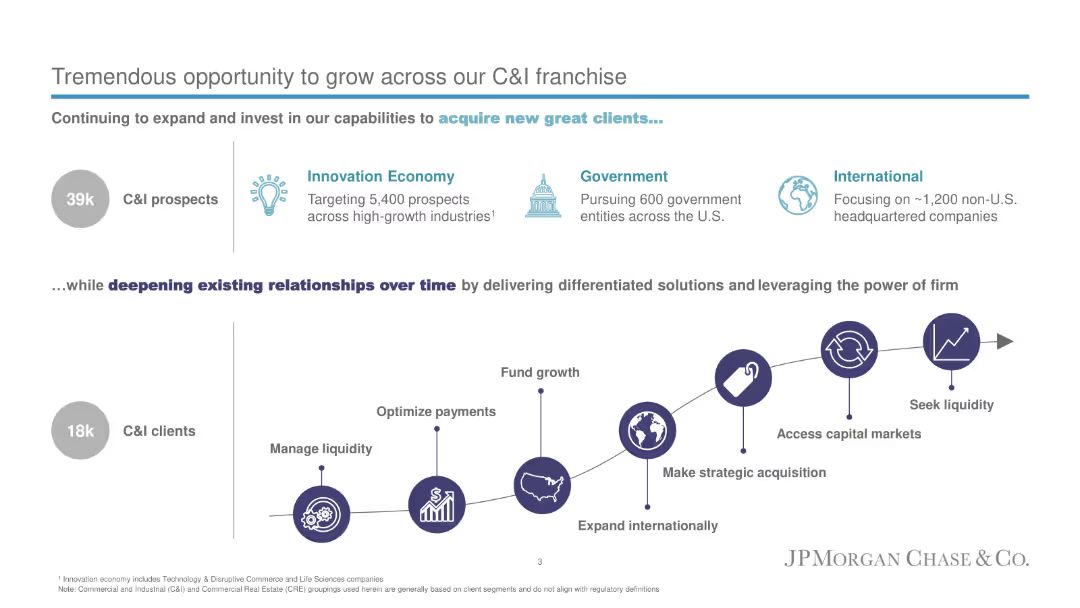 Tremendous opportunity to grow across our C&I franchise
Continuing to expand and invest in our capabilities to acquire new great clients...
39k
C&I prospects
Innovation Economy
Targeting 5,400 prospects
across high-growth industries¹
Government
Pursuing 600 government
entities across the U.S.
International
Focusing on ~1,200 non-U.S.
headquartered companies
...while deepening existing relationships over time by delivering differentiated solutions and leveraging the power of firm
18k
C&I clients
Manage liquidity
Optimize payments
$
Fund growth
Expand internationally
Make strategic acquisition
Access capital markets
Seek liquidity
3
JPMORGAN CHASE & CO.
¹ Innovation economy includes Technology & Disruptive Commerce and Life Sciences companies
Note: Commercial and Industrial (C&I) and Commercial Real Estate (CRE) groupings used herein are generally based on client segments and do not align with regulatory definitions